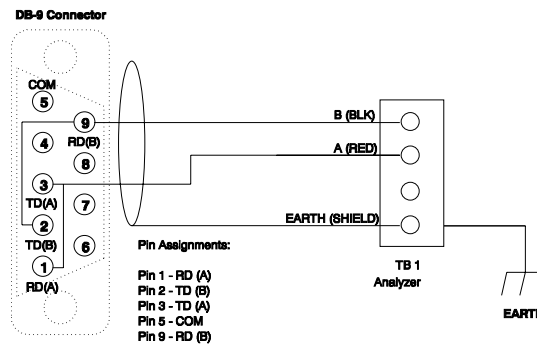 DB-9 Connector
COM
5
9
RD(B)
4
8
3
TD(A)
7
2
TD(B)
6
1
RD(A)
B (BLK)
A (RED)
EARTH (SHIELD)
TB 1
Analyzer
EARTH
Pin Assignments:
Pin 1 - RD (A)
Pin 2 - TD (B)
Pin 3 - TD (A)
Pin 5 - COM
Pin 9 - RD (B)